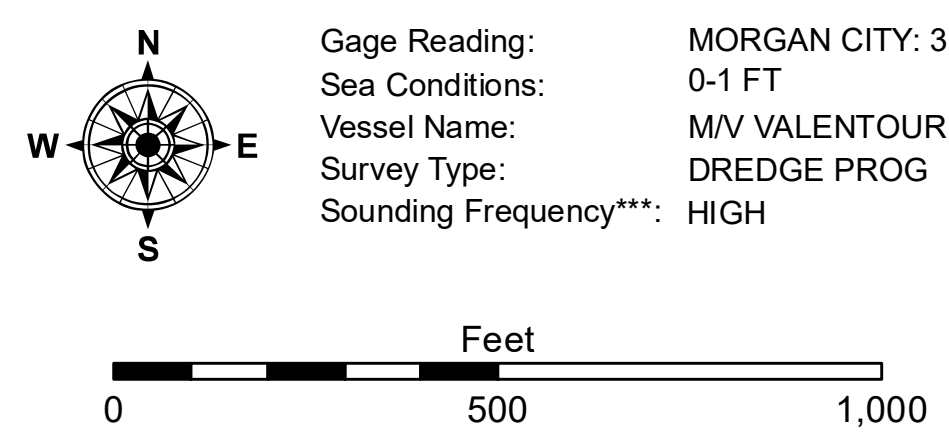 N
W E
S
Gage Reading: MORGAN CITY: 3
Sea Conditions: 0-1 FT
Vessel Name: M/V VALENTOUR
Survey Type: DREDGE PROG
Sounding Frequency***: HIGH
Feet
0 500 1,000